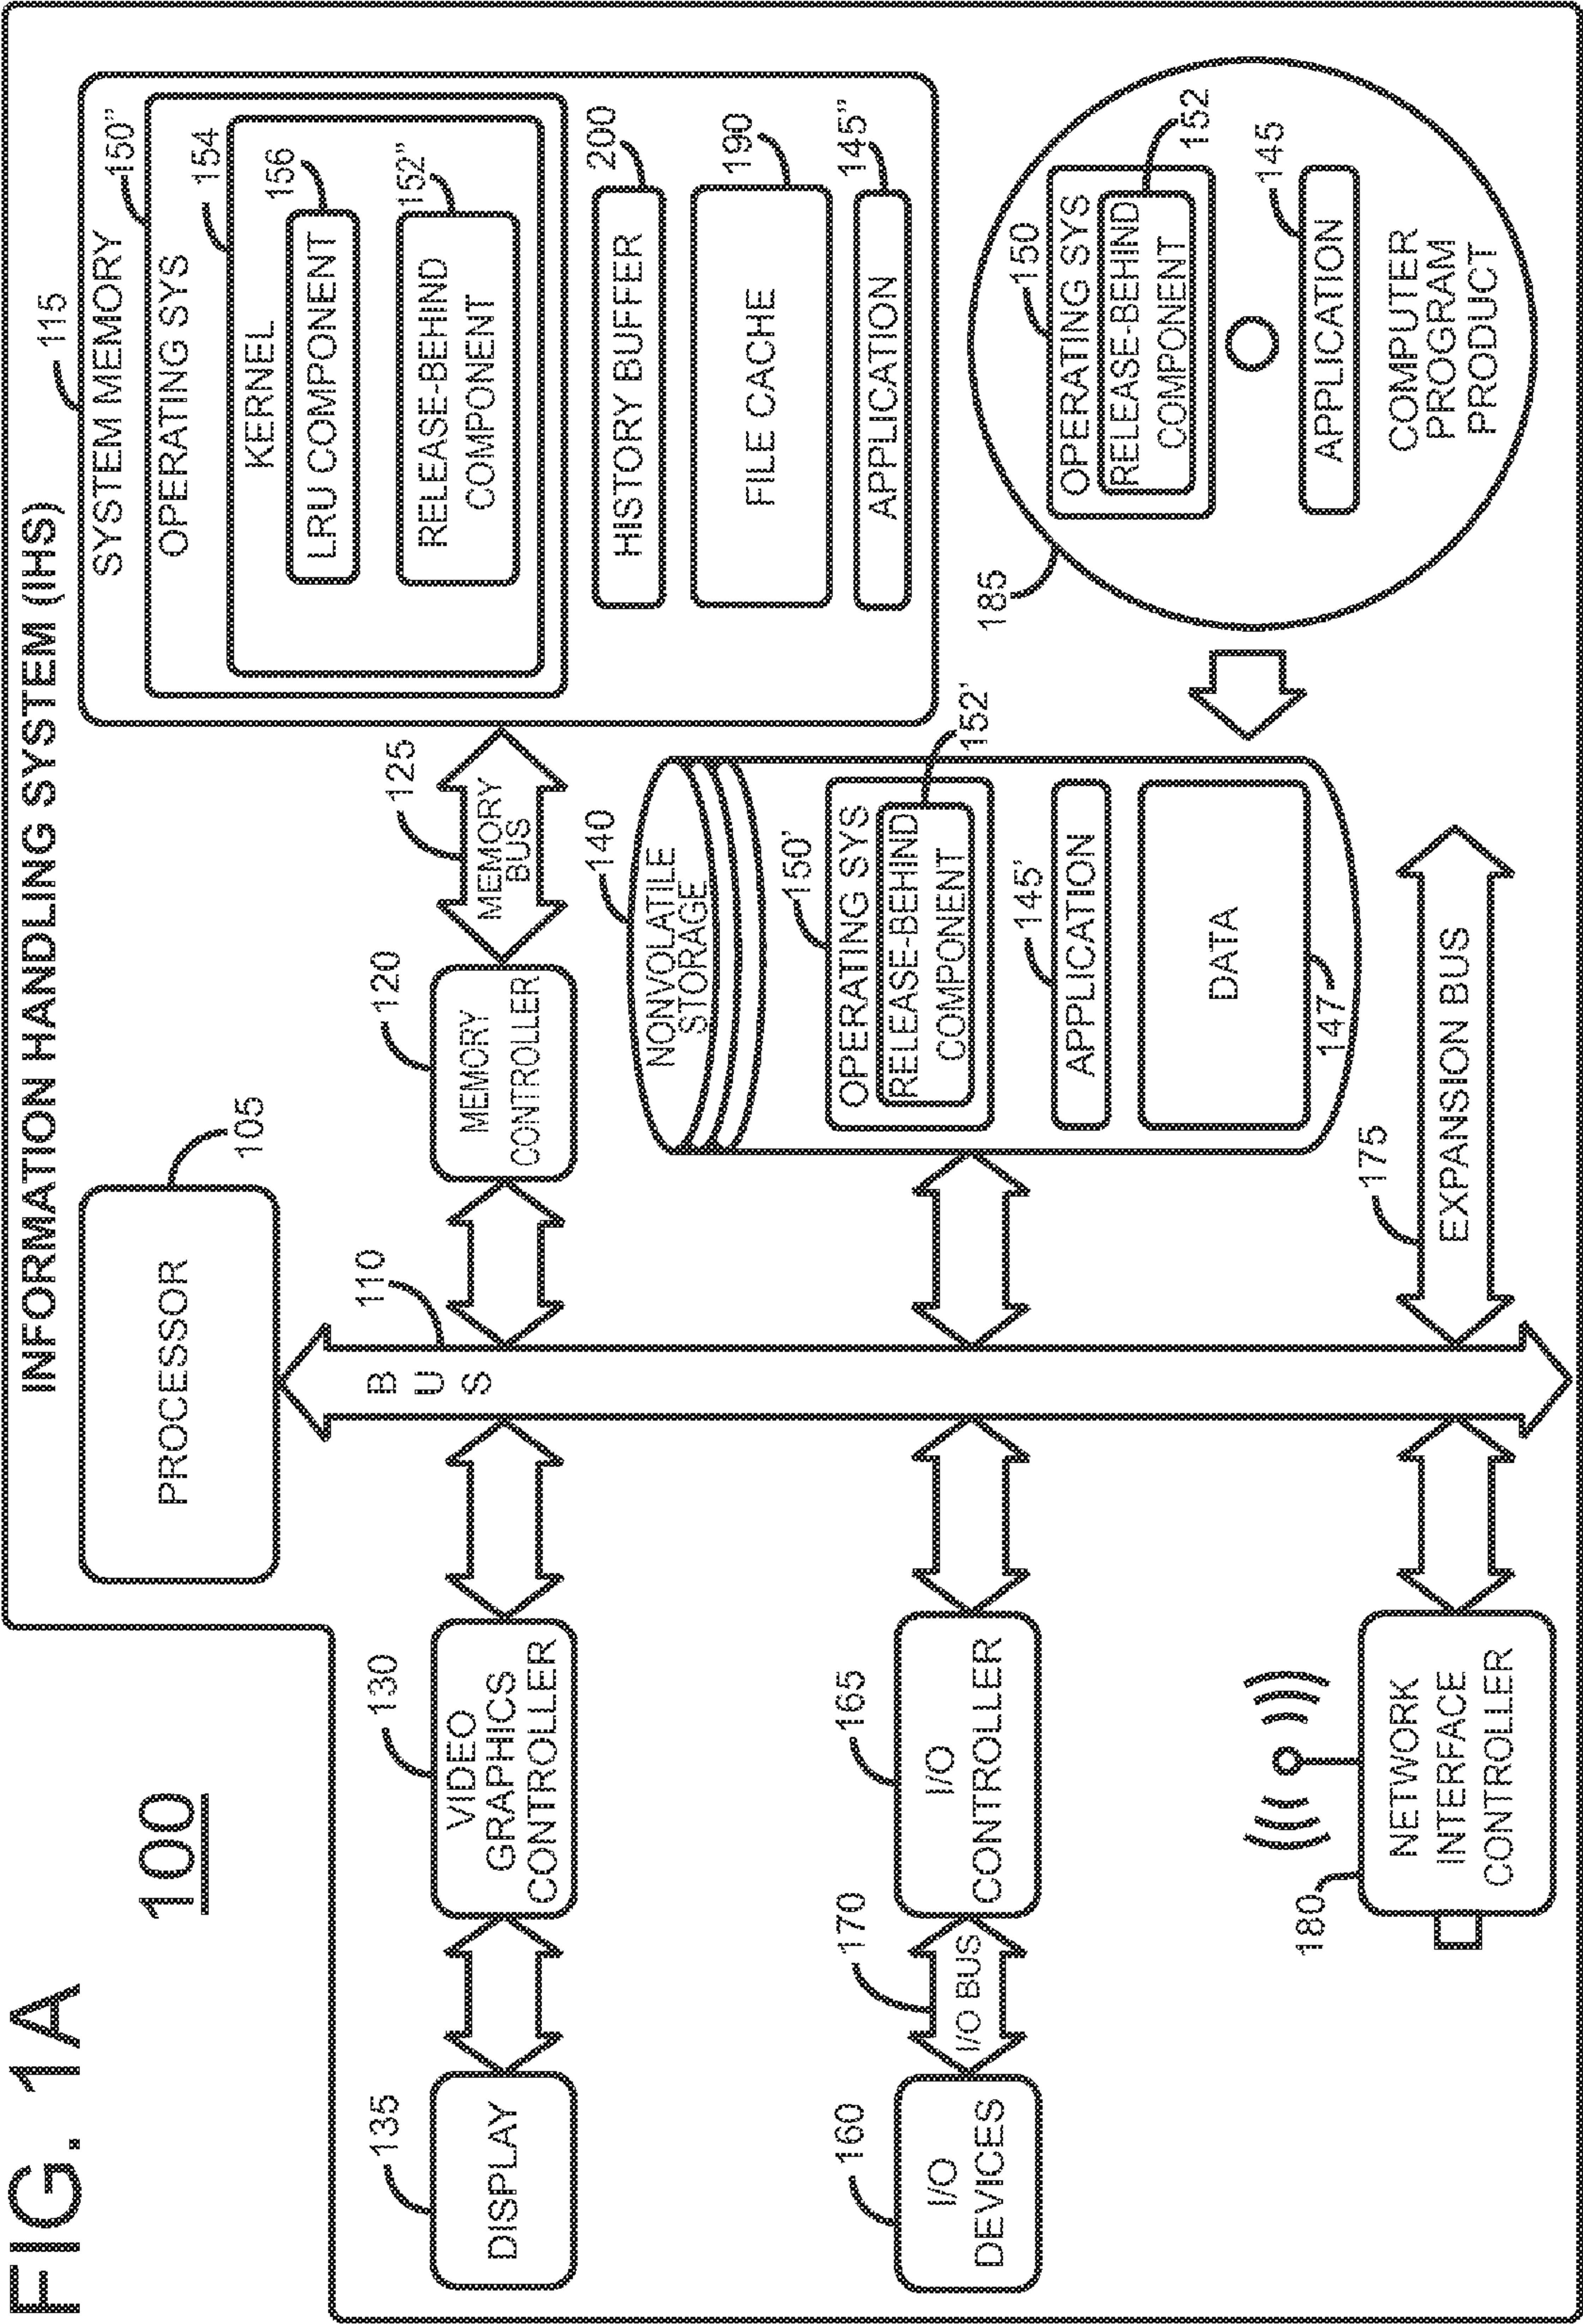 FIG. 1A
100
INFORMATION HANDLING SYSTEM (IHS)
PROCESSOR
105
115
SYSTEM MEMORY
150"
OPERATING SYS
154
KERNEL
156
LRU COMPONENT
152"
RELEASE-BEHIND
COMPONENT
200
HISTORY BUFFER
190
FILE CACHE
145"
APPLICATION
135
DISPLAY
130
VIDEO
GRAPHICS
CONTROLLER
110
B
U
S
120
MEMORY
CONTROLLER
125
MEMORY
BUS
140
NONVOLATILE
STORAGE
150'
OPERATING SYS
152'
RELEASE-BEHIND
COMPONENT
145'
APPLICATION
DATA
147
160
I/O
DEVICES
170
I/O BUS
165
I/O
CONTROLLER
185
150
OPERATING SYS
152
RELEASE-BEHIND
COMPONENT
145
APPLICATION
COMPUTER
PROGRAM
PRODUCT
180
NETWORK
INTERFACE
CONTROLLER
175
EXPANSION BUS